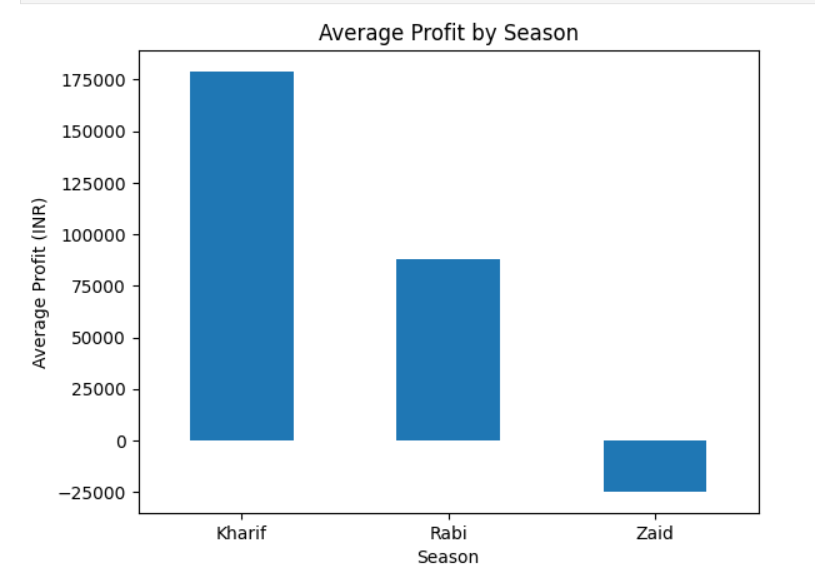 Average Profit by Season
Average Profit (INR)
175000
150000
125000
100000
75000
50000
25000
0
−25000
Kharif Rabi Zaid
Season